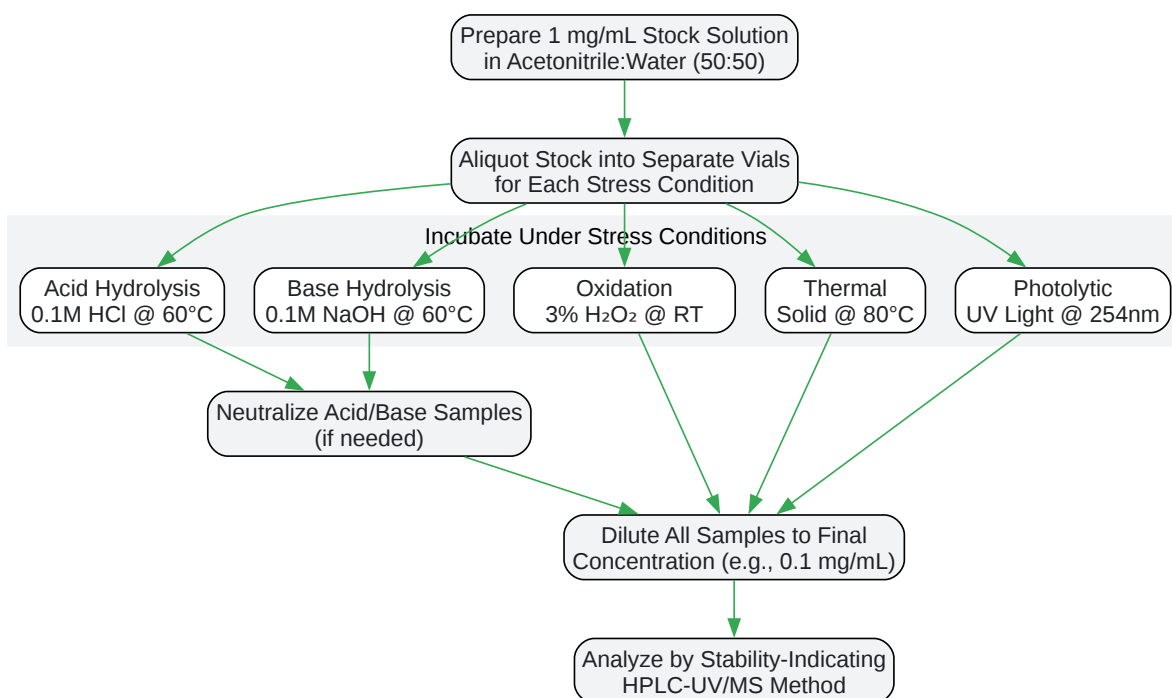 Prepare 1 mg/mL Stock Solution
in Acetonitrile:Water (50:50)
Aliquot Stock into Separate Vials
for Each Stress Condition
Incubate Under Stress Conditions
Acid Hydrolysis
0.1M HCl @ 60°C
Base Hydrolysis
0.1M NaOH @ 60°C
Oxidation
3% H₂O₂ @ RT
Thermal
Solid @ 80°C
Photolytic
UV Light @ 254nm
Neutralize Acid/Base Samples
(if needed)
Dilute All Samples to Final
Concentration (e.g., 0.1 mg/mL)
Analyze by Stability-Indicating
HPLC-UV/MS Method